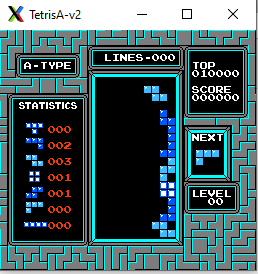 TetrisA-v2
LINES-000
A-TYPE
TOP
010000
SCORE
000000
STATISTICS
000
002
003
001
001
000
000
NEXT
LEVEL
00